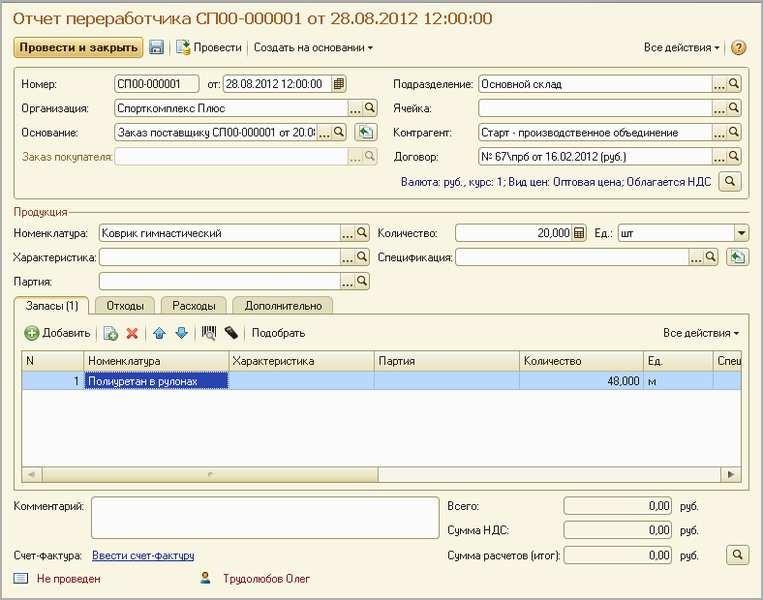 Отчет переработчика СП00-000001 от 28.08.2012 12:00:00
Провести и закрыть Провести Создать на основании Все действия ?
Номер: СП00-000001 от: 28.08.2012 12:00:00 Подразделение: Основной склад ...
Организация: Спорткомплекс Плюс ... Ячейка: ...
Основание: Заказ поставщику СП00-000001 от 20.0 ... Контрагент: Старт - производственное объединение ...
Заказ покупателя: ... Договор: № 67\прб от 16.02.2012 (руб.) ...
Валюта: руб., курс: 1; Вид цен: Оптовая цена; Облагается НДС
Продукция
Номенклатура: Коврик гимнастический ... Количество: 20,000 Ед.: шт
Характеристика: ... Спецификация: ...
Партия: ...
Запасы (1) Отходы Расходы Дополнительно
Добавить Подобрать Все действия
N Номенклатура Характеристика Партия Количество Ед. Спец
1 Полиуретан в рулонах 48,000 м
Комментарий: Всего: 0,00 руб.
Сумма НДС: 0,00 руб.
Счет-фактура: Ввести счет-фактуру Сумма расчетов (итог): 0,00 руб.
Не проведен Трудолюбов Олег